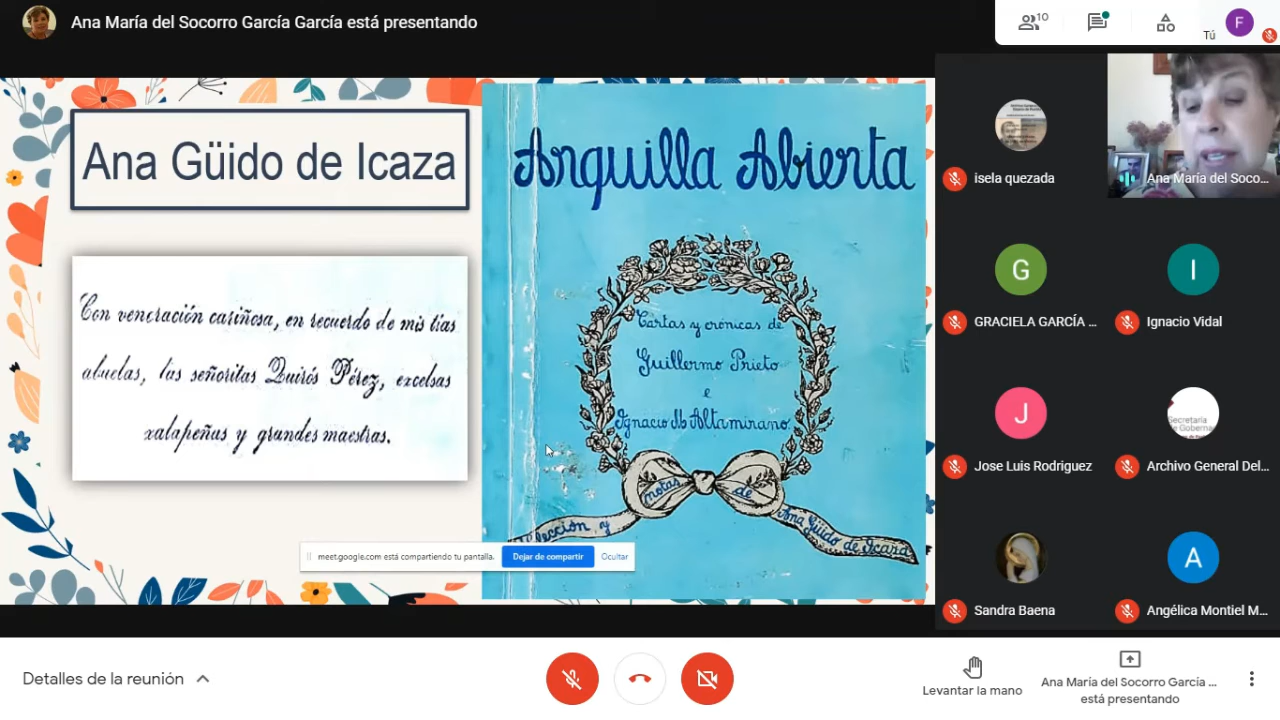 Ana María del Socorro García García está presentando
10
F
Tú
Ana Güido de Icaza
Con veneración cariñosa, en recuerdo de mis tías
abuelas, las señoritas Quirós Pérez, excelsas
xalapeñas y grandes maestras.
Anquilla Abierta
Cartas y crónicas de
Guillermo Prieto
e
Ignacio M Altamirano
Selección y notas de Ana Güido de Icaza
meet.google.com está compartiendo tu pantalla.
Dejar de compartir
Ocultar
isela quezada
Ana María del Soco...
G
GRACIELA GARCÍA ...
I
Ignacio Vidal
J
Jose Luis Rodriguez
Secretaría
de Goberna
Archivo General Del...
Sandra Baena
A
Angélica Montiel M...
Detalles de la reunión
Levantar la mano
Ana María del Socorro García ...
está presentando